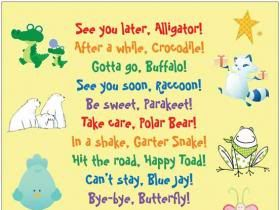 See you later, Alligator!
After a while, Crocodile!
Gotta go, Buffalo!
See you soon, Raccoon!
Be sweet, Parakeet!
Take care, Polar Bear!
In a shake, Garter Snake!
Hit the road, Happy Toad!
Can't stay, Blue Jay!
Bye-bye, Butterfly!